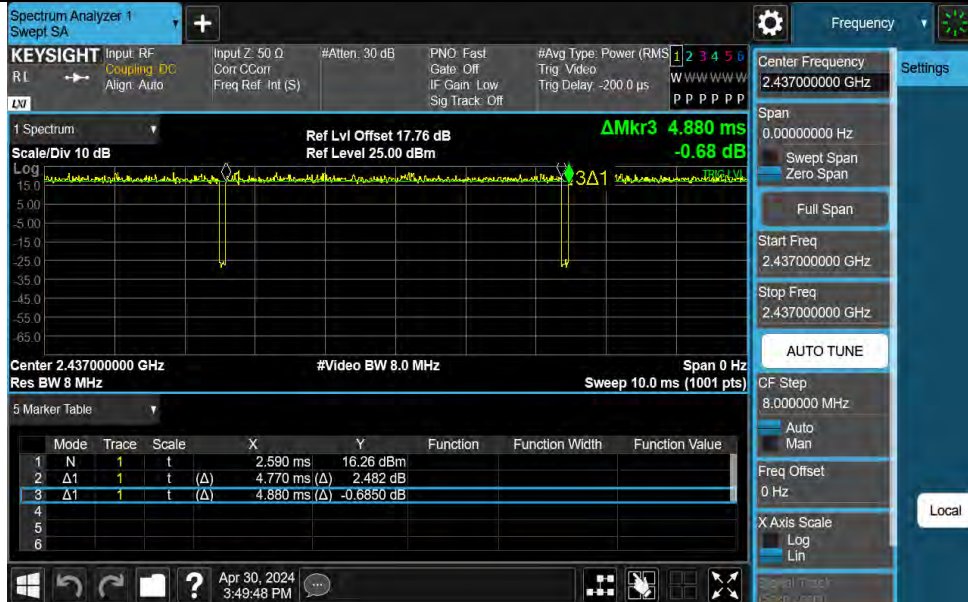 Spectrum Analyzer 1
Swept SA
Frequency
KEYSIGHT
RL
LXI
Input: RF
Coupling: DC
Align: Auto
Input Z: 50 Ω
Corr CCorr
Freq Ref: Int (S)
#Atten: 30 dB
PNO: Fast
Gate: Off
IF Gain: Low
Sig Track: Off
#Avg Type: Power (RMS
Trig: Video
Trig Delay: -200.0 µs
1 2 3 4 5 6
W W W W W W
P P P P P P
1 Spectrum
Scale/Div 10 dB
Ref Lvl Offset 17.76 dB
Ref Level 25.00 dBm
ΔMkr3 4.880 ms
-0.68 dB
Log
15.0
5.00
-5.00
-15.0
-25.0
-35.0
-45.0
-55.0
-65.0
3Δ1
TRIG LVL
Center 2.437000000 GHz
Res BW 8 MHz
#Video BW 8.0 MHz
Span 0 Hz
Sweep 10.0 ms (1001 pts)
5 Marker Table
Mode Trace Scale X Y Function Function Width Function Value
1 N 1 t 2.590 ms 16.26 dBm
2 Δ1 1 t (Δ) 4.770 ms (Δ) 2.482 dB
3 Δ1 1 t (Δ) 4.880 ms (Δ) -0.6850 dB
4
5
6
Center Frequency
2.437000000 GHz
Settings
Span
0.00000000 Hz
Swept Span
Zero Span
Full Span
Start Freq
2.437000000 GHz
Stop Freq
2.437000000 GHz
AUTO TUNE
CF Step
8.000000 MHz
Auto
Man
Freq Offset
0 Hz
Local
X Axis Scale
Log
Lin
Signal Track
(Span Zoom)
?
Apr 30, 2024
3:49:48 PM